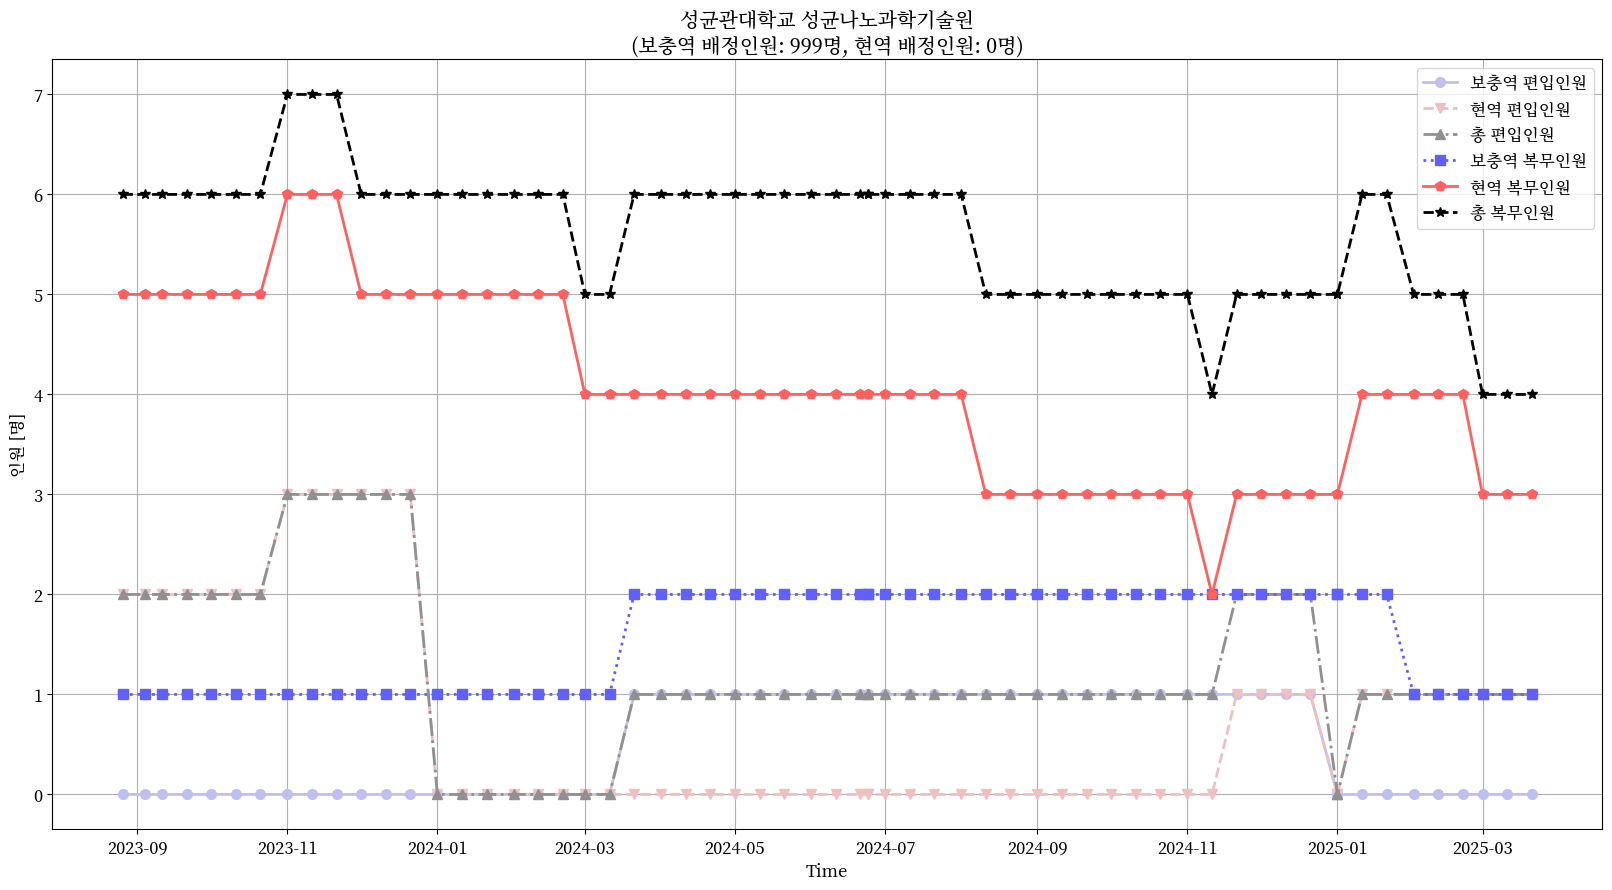 성균관대학교 성균나노과학기술원
(보충역 배정인원: 999명, 현역 배정인원: 0명)
보충역 편입인원
현역 편입인원
총 편입인원
보충역 복무인원
현역 복무인원
총 복무인원
인원 [명]
7
6
5
4
3
2
1
0
2023-09
2023-11
2024-01
2024-03
2024-05
2024-07
2024-09
2024-11
2025-01
2025-03
Time